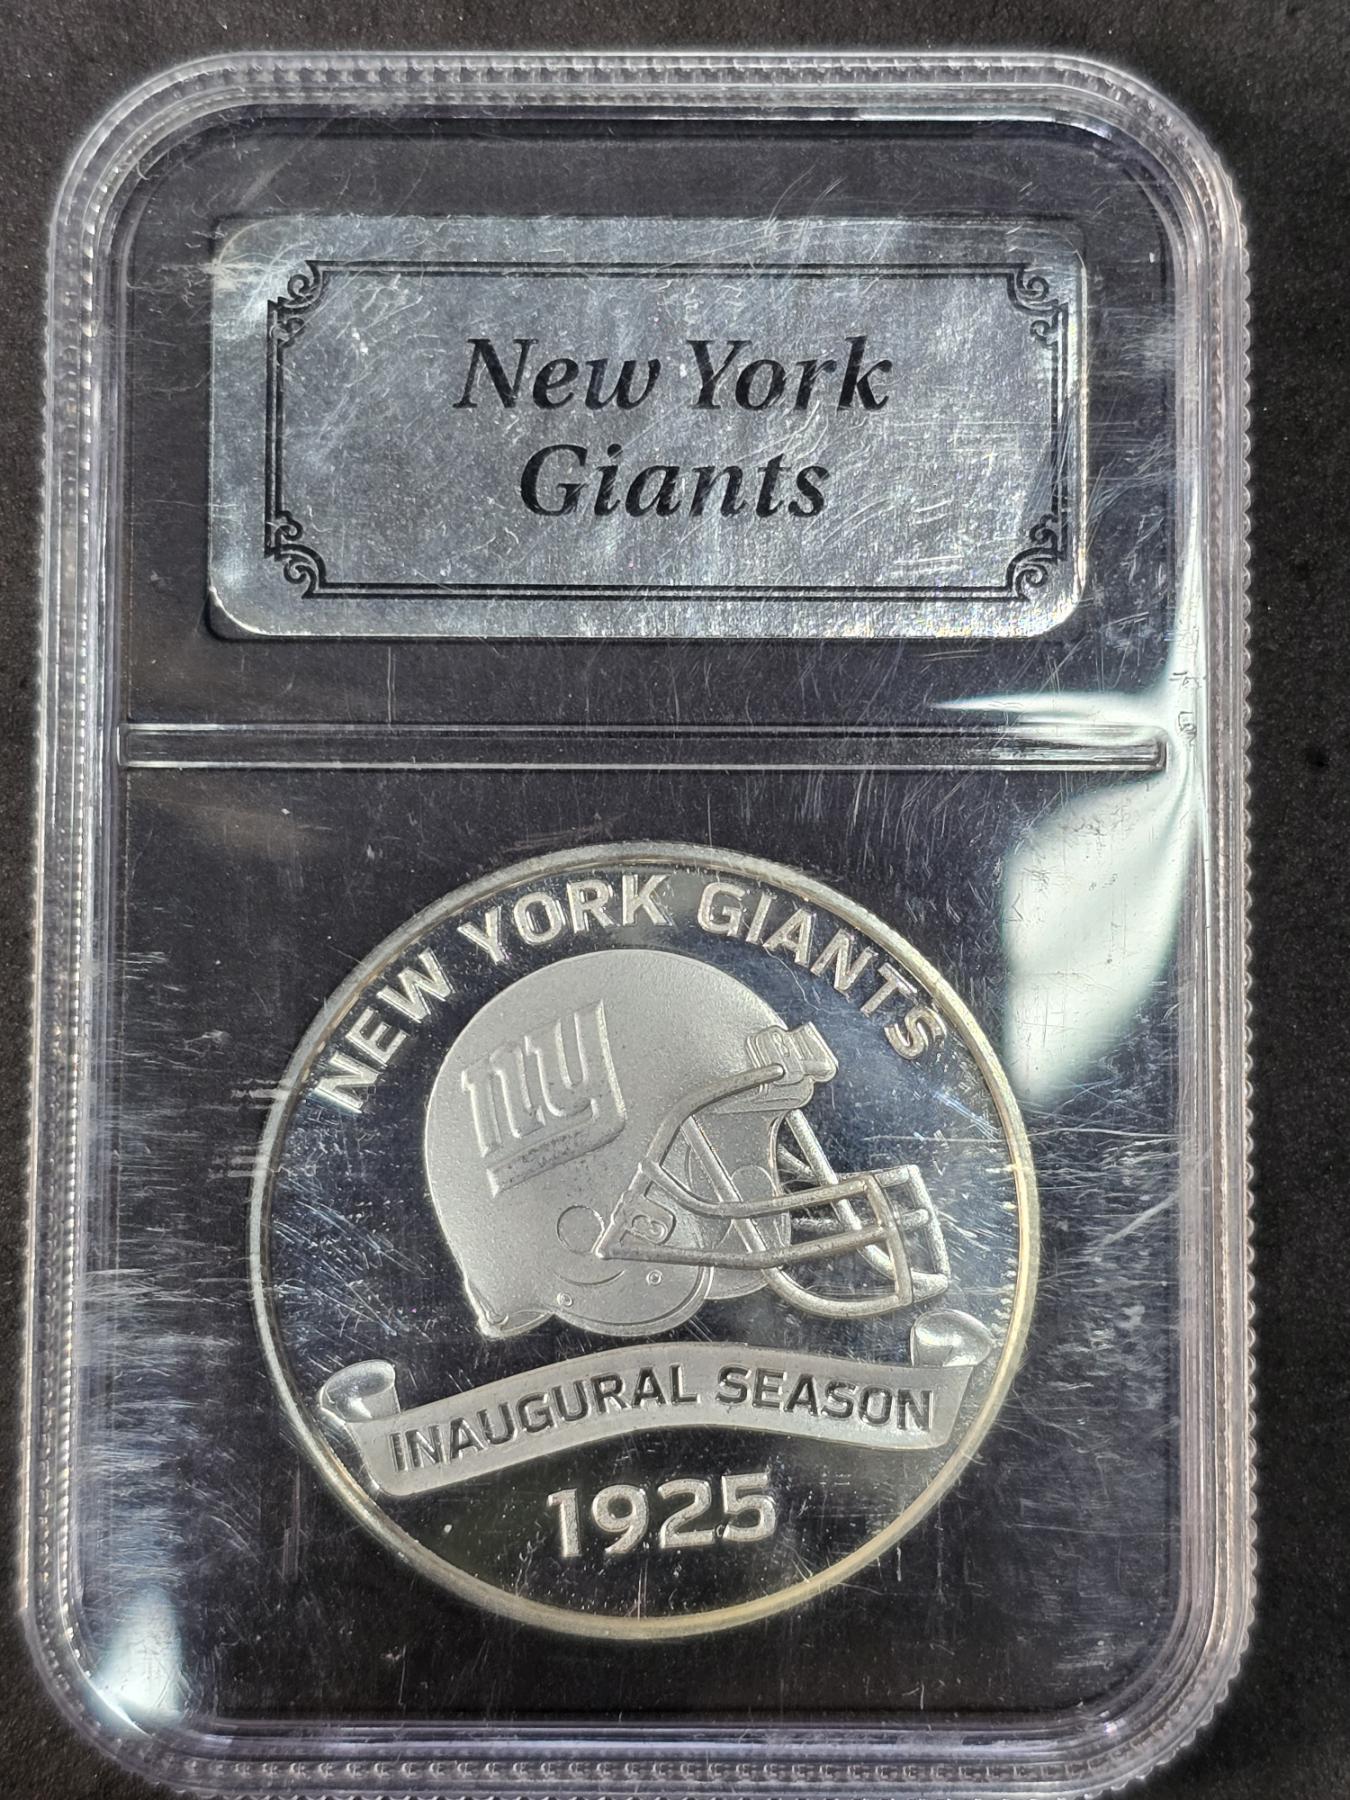 New York
Giants
NEW YORK GIANTS
ny
INAUGURAL SEASON
1925